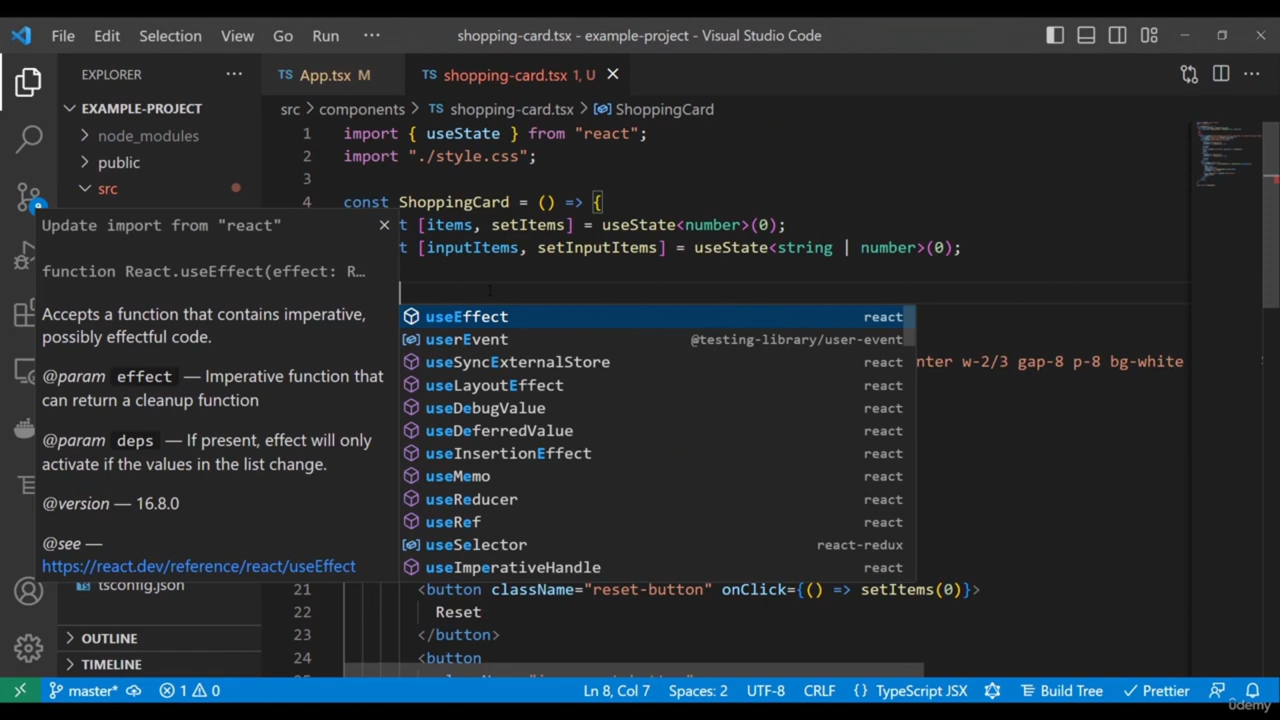 File Edit Selection View Go Run ··· shopping-card.tsx - example-project - Visual Studio Code
EXPLORER ···
TS App.tsx M
TS shopping-card.tsx 1, U
EXAMPLE-PROJECT
node_modules
public
src
src > components > TS shopping-card.tsx > ShoppingCard
1 import { useState } from "react";
2 import "./style.css";
3
4 const ShoppingCard = () => {
t [items, setItems] = useState<number>(0);
t [inputItems, setInputItems] = useState<string | number>(0);
Update import from "react"
function React.useEffect(effect: R…
Accepts a function that contains imperative,
possibly effectful code.
@param effect — Imperative function that
can return a cleanup function
@param deps — If present, effect will only
activate if the values in the list change.
@version — 16.8.0
@see —
https://react.dev/reference/react/useEffect
useEffect react
userEvent @testing-library/user-event
useSyncExternalStore react
useLayoutEffect react
useDebugValue react
useDeferredValue react
useInsertionEffect react
useMemo react
useReducer react
useRef react
useSelector react-redux
useImperativeHandle react
nter w-2/3 gap-8 p-8 bg-white
tsconfig.json
OUTLINE
TIMELINE
21 <button className="reset-button" onClick={() => setItems(0)}>
22 Reset
23 </button>
24 <button
master* 1 0 Ln 8, Col 7 Spaces: 2 UTF-8 CRLF {} TypeScript JSX Build Tree Prettier
ûdemy